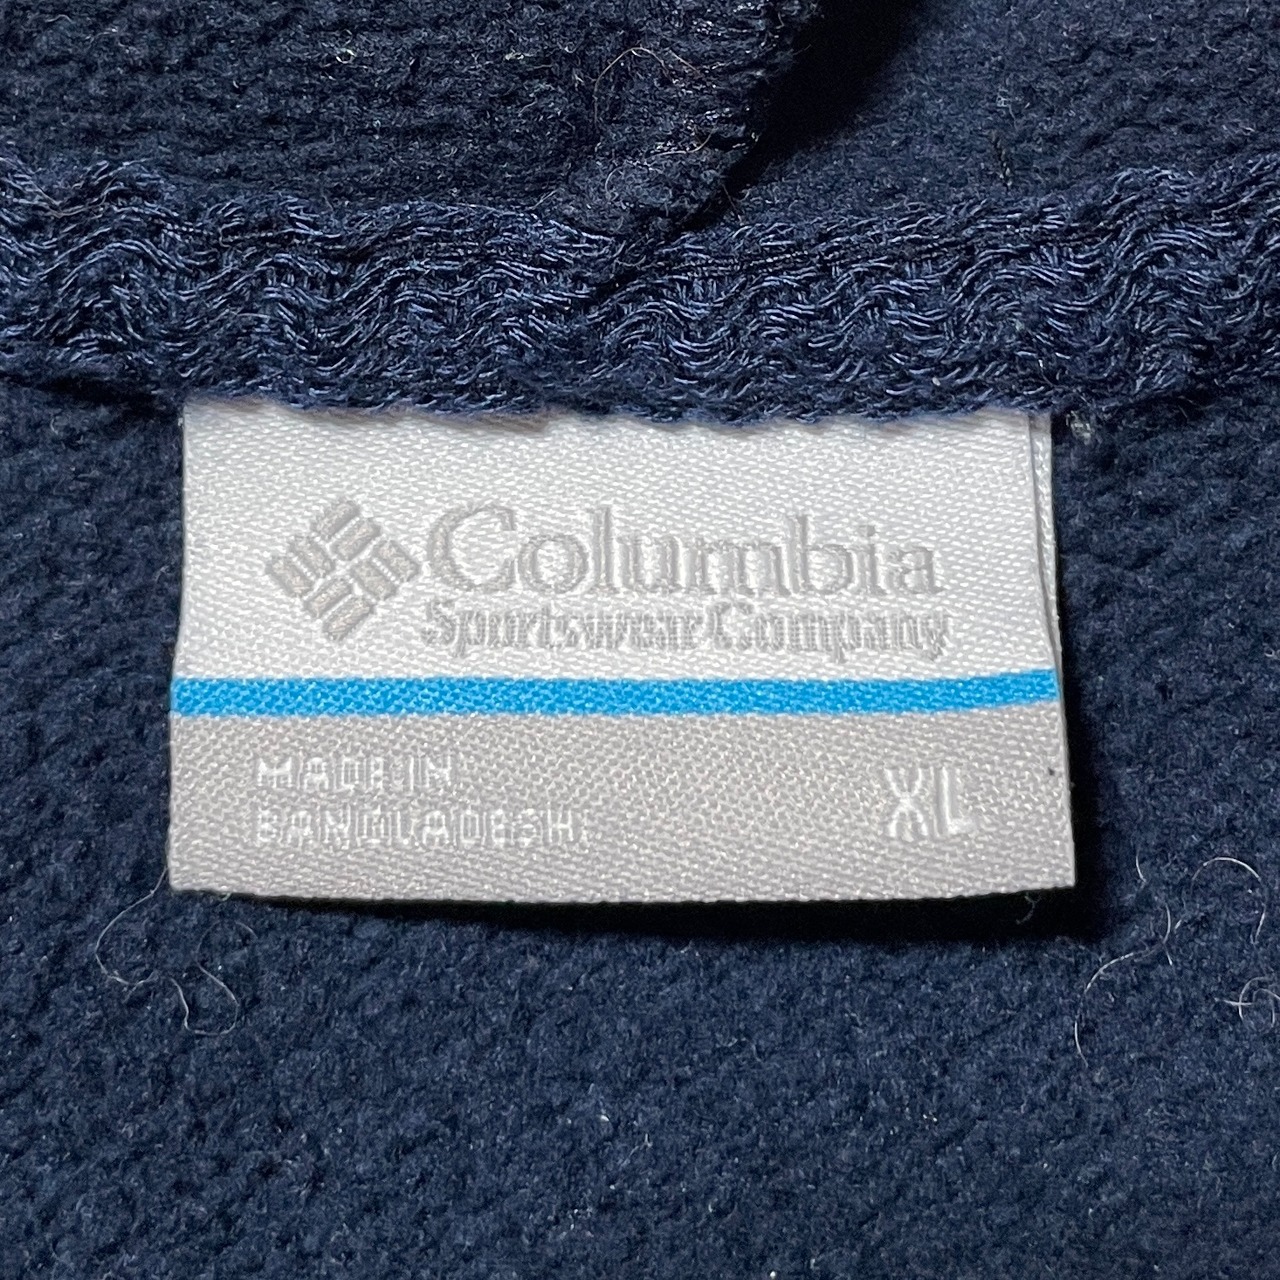 Columbia
Sportswear Company
MADE IN
BANGLADESH
XL